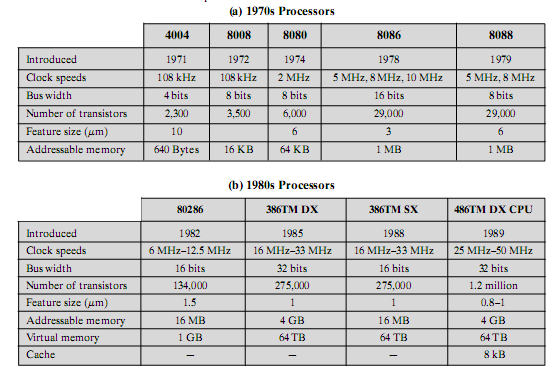 (a) 1970s Processors
4004 8008 8080 8086 8088
Introduced 1971 1972 1974 1978 1979
Clock speeds 108 kHz 108 kHz 2 MHz 5 MHz, 8 MHz, 10 MHz 5 MHz, 8 MHz
Bus width 4 bits 8 bits 8 bits 16 bits 8 bits
Number of transistors 2,300 3,500 6,000 29,000 29,000
Feature size (μm) 10 6 3 6
Addressable memory 640 Bytes 16 KB 64 KB 1 MB 1 MB
(b) 1980s Processors
80286 386TM DX 386TM SX 486TM DX CPU
Introduced 1982 1985 1988 1989
Clock speeds 6 MHz–12.5 MHz 16 MHz–33 MHz 16 MHz–33 MHz 25 MHz–50 MHz
Bus width 16 bits 32 bits 16 bits 32 bits
Number of transistors 134,000 275,000 275,000 1.2 million
Feature size (μm) 1.5 1 1 0.8–1
Addressable memory 16 MB 4 GB 16 MB 4 GB
Virtual memory 1 GB 64 TB 64 TB 64 TB
Cache – – – 8 kB